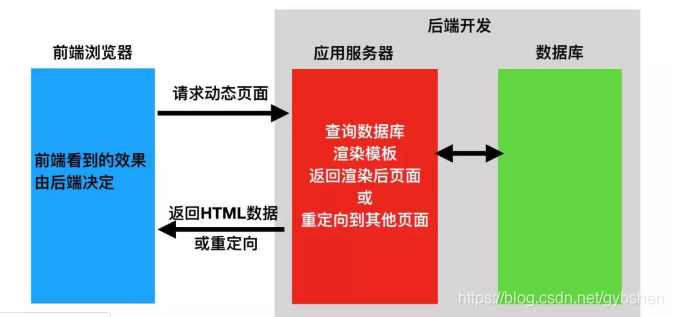 后端开发
前端浏览器
应用服务器
数据库
请求动态页面
前端看到的效果
由后端决定
查询数据库
渲染模板
返回渲染后页面
或
重定向到其他页面
返回HTML数据
或重定向
https://blog.csdn.net/gybshen